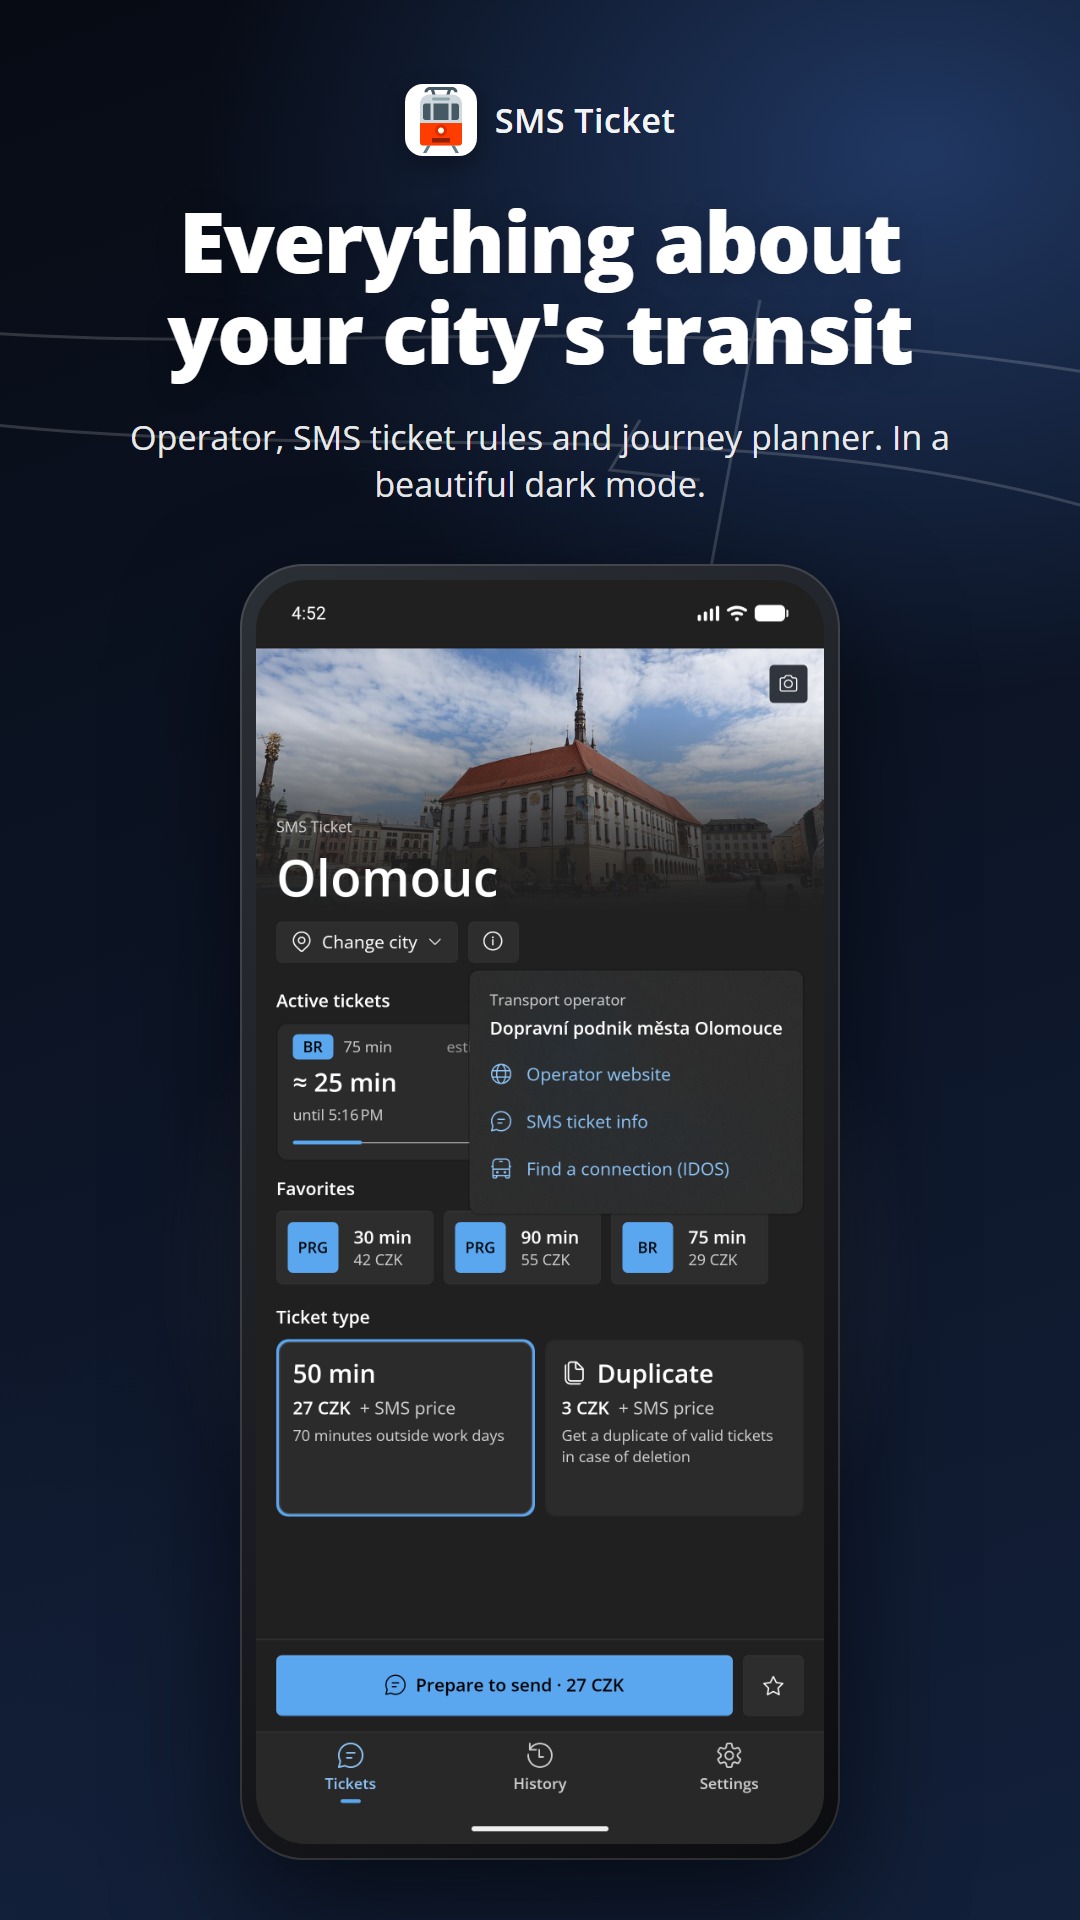 SMS Ticket
Everything about
your city's transit
Operator, SMS ticket rules and journey planner. In a
beautiful dark mode.
4:52
SMS Ticket
Olomouc
Change city
Transport operator
Dopravní podnik města Olomouce
Operator website
SMS ticket info
Find a connection (IDOS)
Active tickets
BR 75 min
≈ 25 min
until 5:16 PM
Favorites
PRG 30 min 42 CZK
PRG 90 min 55 CZK
BR 75 min 29 CZK
Ticket type
50 min
27 CZK + SMS price
70 minutes outside work days
Duplicate
3 CZK + SMS price
Get a duplicate of valid tickets
in case of deletion
Prepare to send · 27 CZK
Tickets History Settings